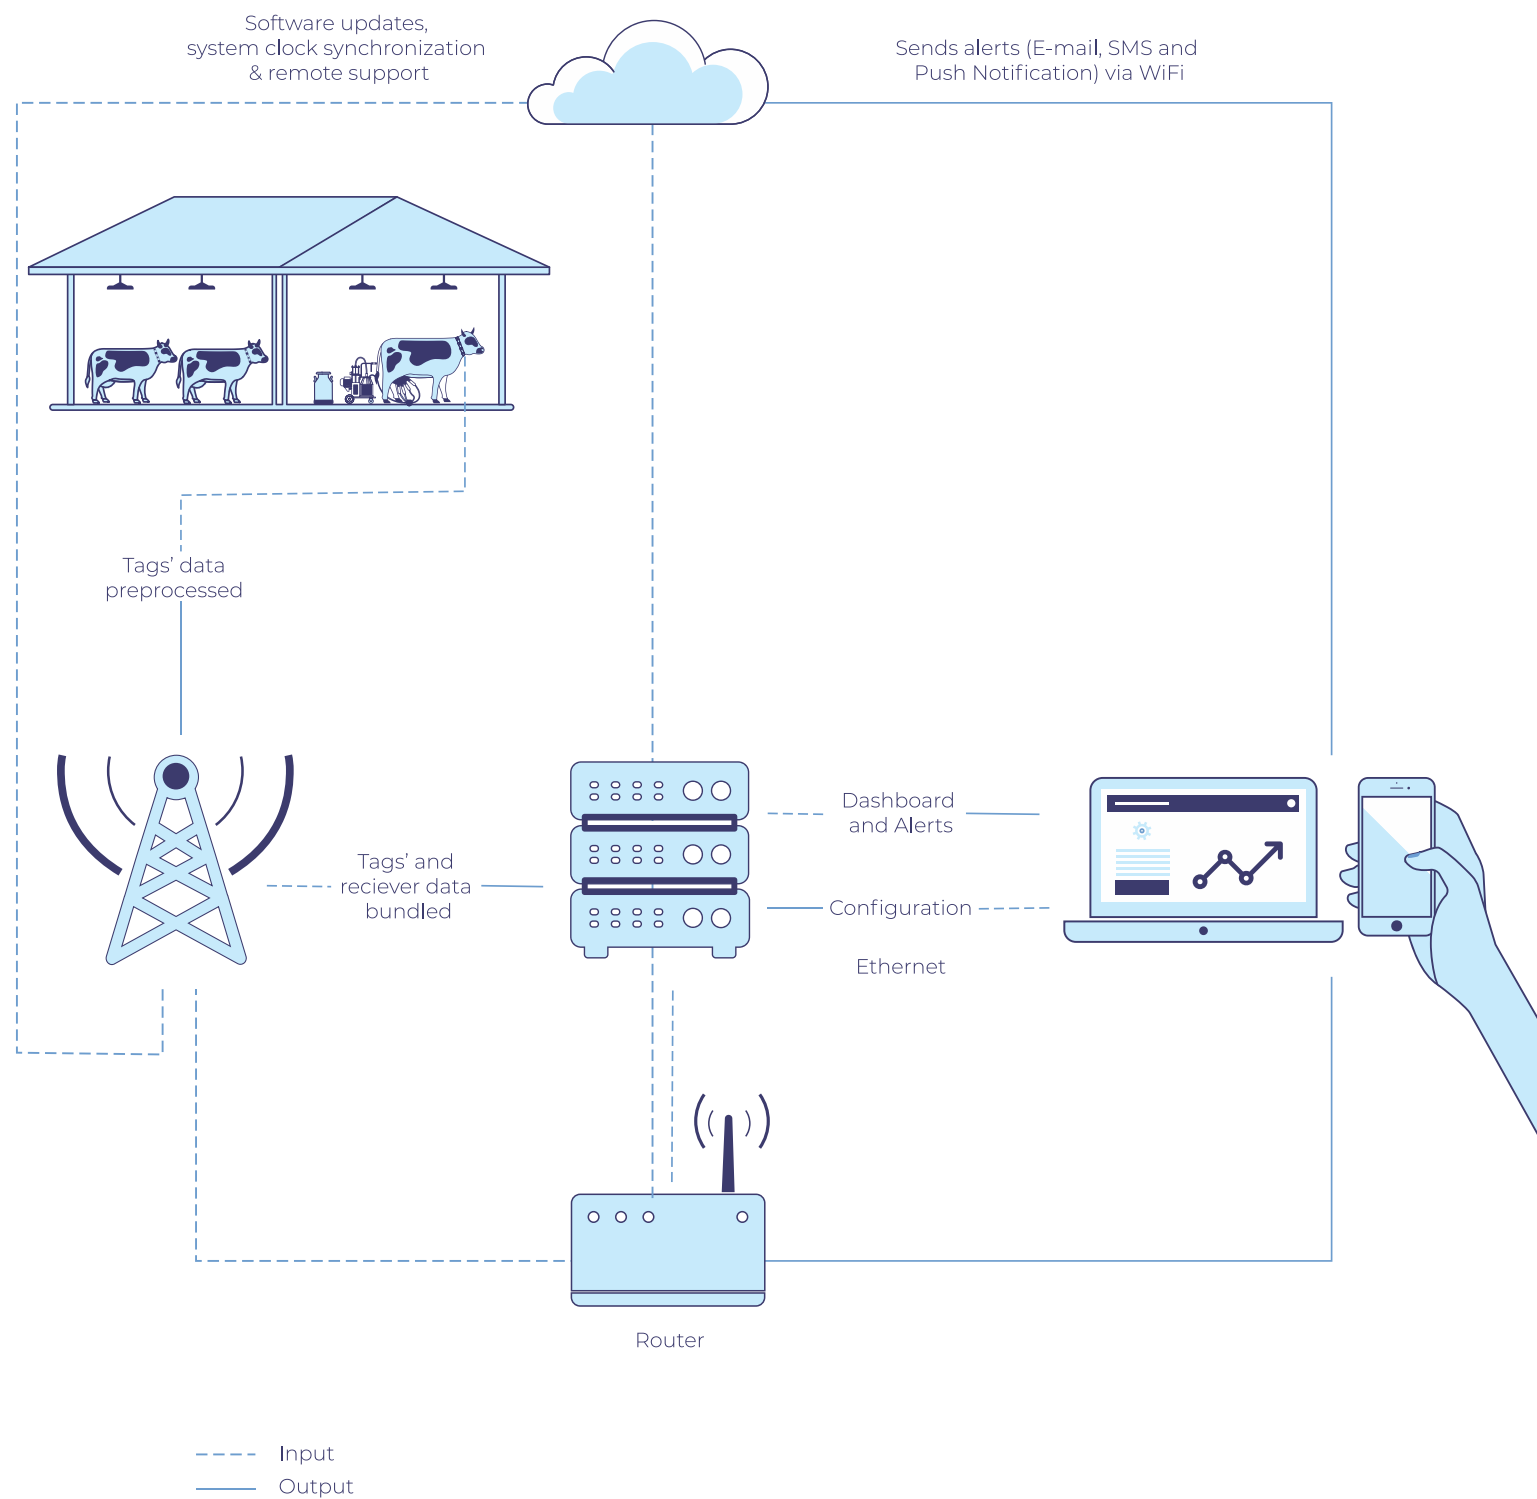 Software updates,
system clock synchronization
& remote support
Sends alerts (E-mail, SMS and
Push Notification) via WiFi
Tags’ data
preprocessed
Tags’ and
reciever data
bundled
Dashboard
and Alerts
Configuration
Ethernet
Router
Input
Output